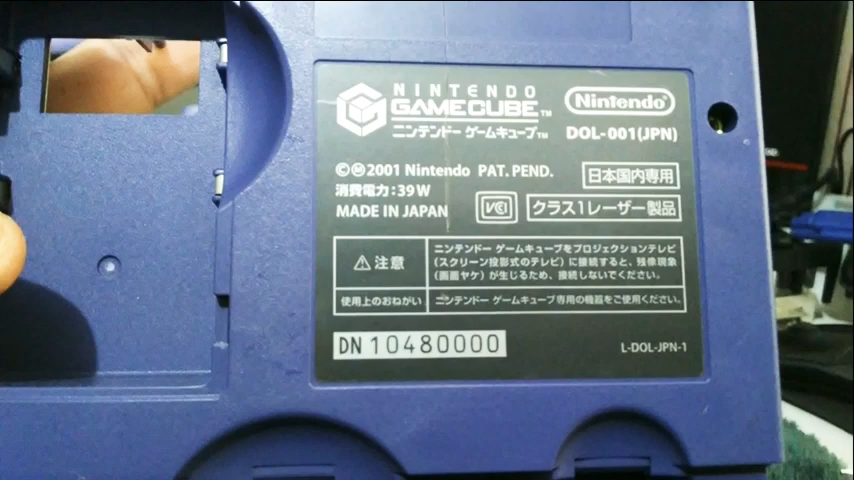 NINTENDO
GAMECUBE™
ニンテンドー ゲームキューブ™
Nintendo®
DOL-001(JPN)
©Ⓜ2001 Nintendo PAT. PEND.
消費電力:39W
MADE IN JAPAN
VCI
日本国内専用
クラス1レーザー製品
⚠注意
ニンテンドー ゲームキューブをプロジェクションテレビ
(スクリーン投影式のテレビ)に接続すると、残像現象
(画面ヤケ)が生じるため、接続しないでください。
使用上のおねがい
ニンテンドー ゲームキューブ専用の機器をご使用ください。
DN 10480000
L-DOL-JPN-1